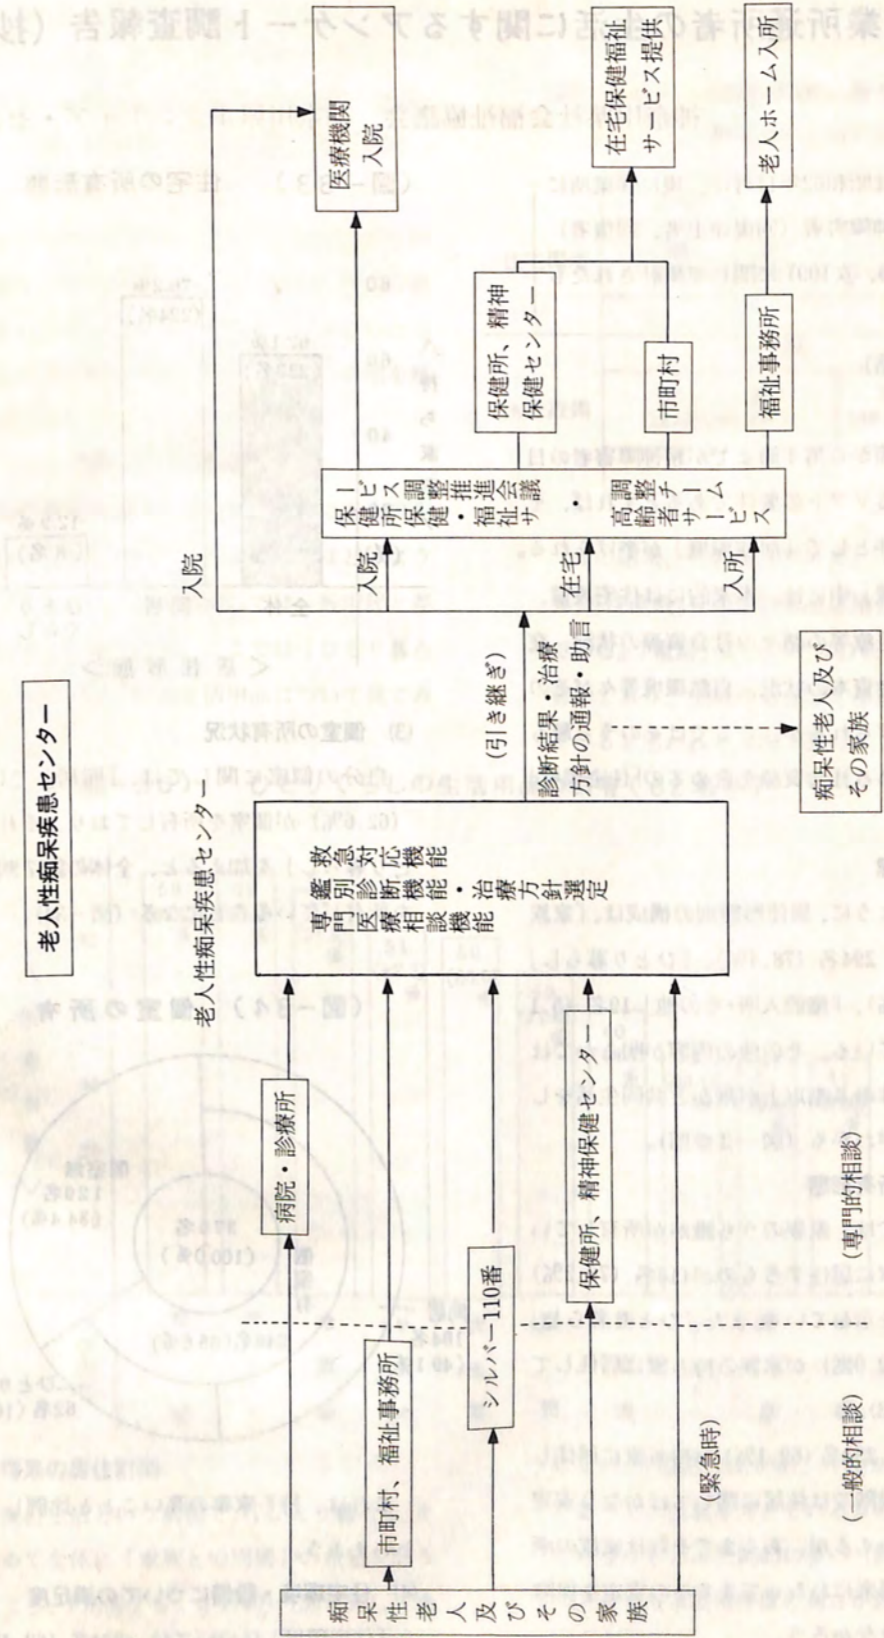 老人性痴呆疾患センター
痴呆性老人及びその家族
市町村、福祉事務所
シルバー110番
病院・診療所
保健所、精神保健センター
(緊急時)
(一般的相談)
(専門的相談)
老人性痴呆疾患センター
専門医療相談機能
鑑別診断機能・治療方針選定
救急対応機能
(引き継ぎ)
診断結果・治療
方針の通報・助言
痴呆性老人及び
その家族
入院
入院
在宅
入所
保健所保健・福祉サ
ービス調整推進会議
・
高齢者サービス
調整チーム
医療機関
入院
保健所、精神
保健センター
市町村
福祉事務所
在宅保健福祉
サービス提供
老人ホーム入所